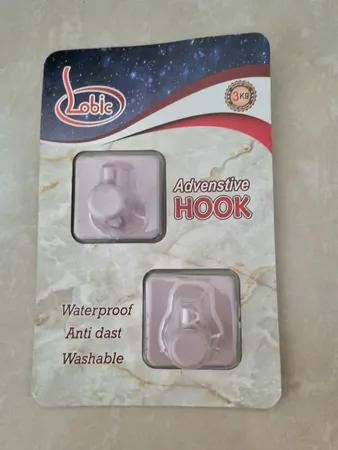 Lobic
3KG
Advenstive
HOOK
Waterproof
Anti dast
Washable